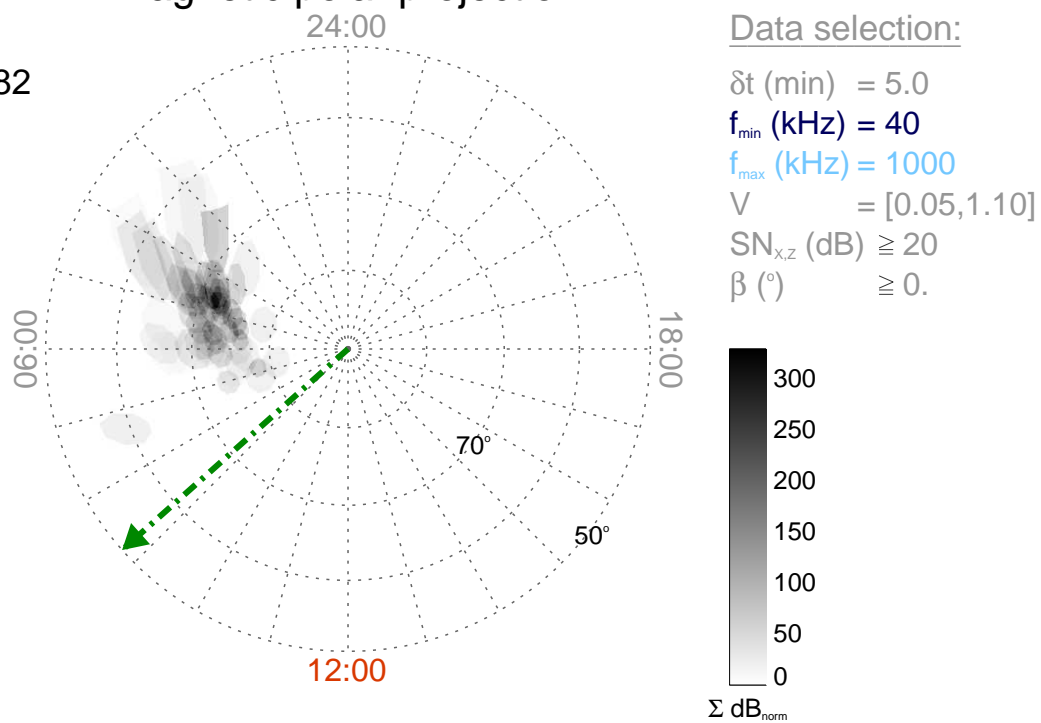 24:00
82
06:00
18:00
70°
50°
12:00
Data selection:
δt (min) = 5.0
f_min (kHz) = 40
f_max (kHz) = 1000
V = [0.05,1.10]
SN_x,z (dB) ≧ 20
β (°) ≧ 0.
300
250
200
150
100
50
0
Σ dB_norm